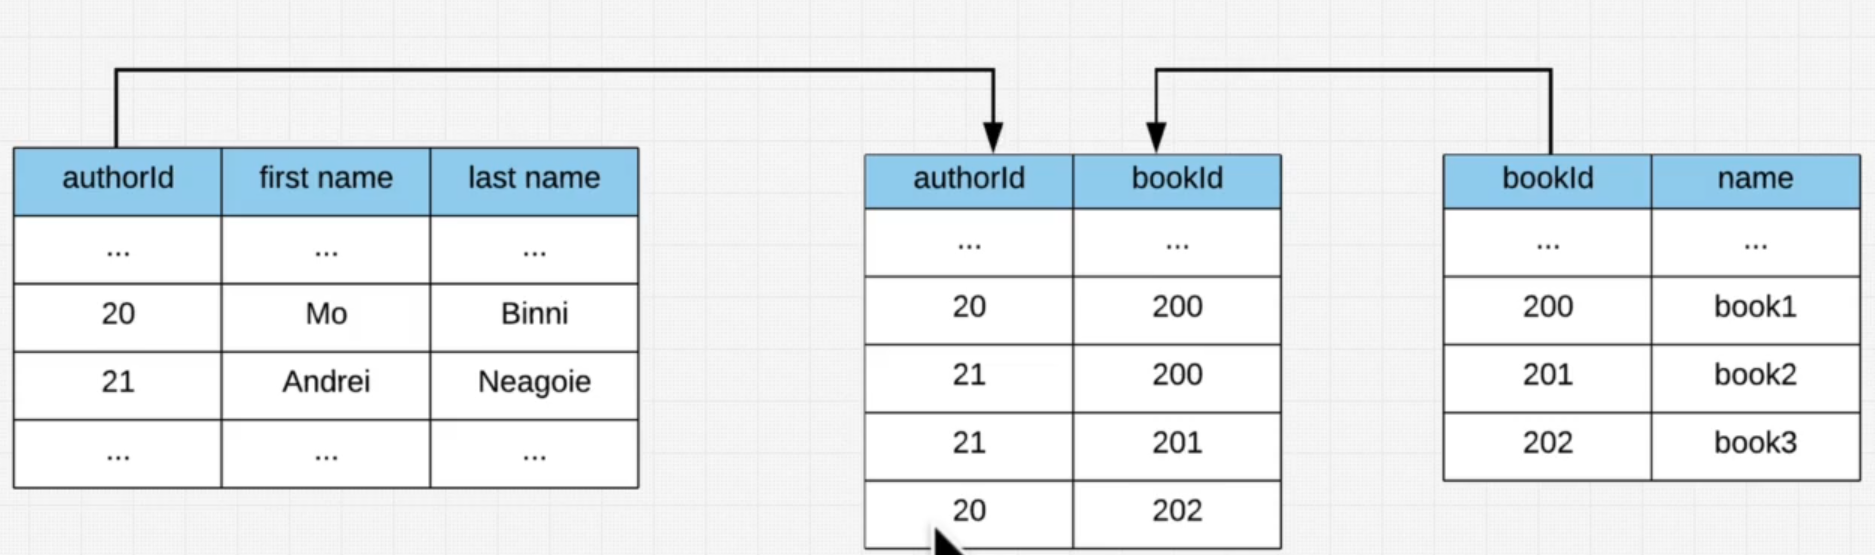 authorId first name last name
... ... ...
20 Mo Binni
21 Andrei Neagoie
... ... ...
authorId bookId
... ...
20 200
21 200
21 201
20 202
bookId name
... ...
200 book1
201 book2
202 book3